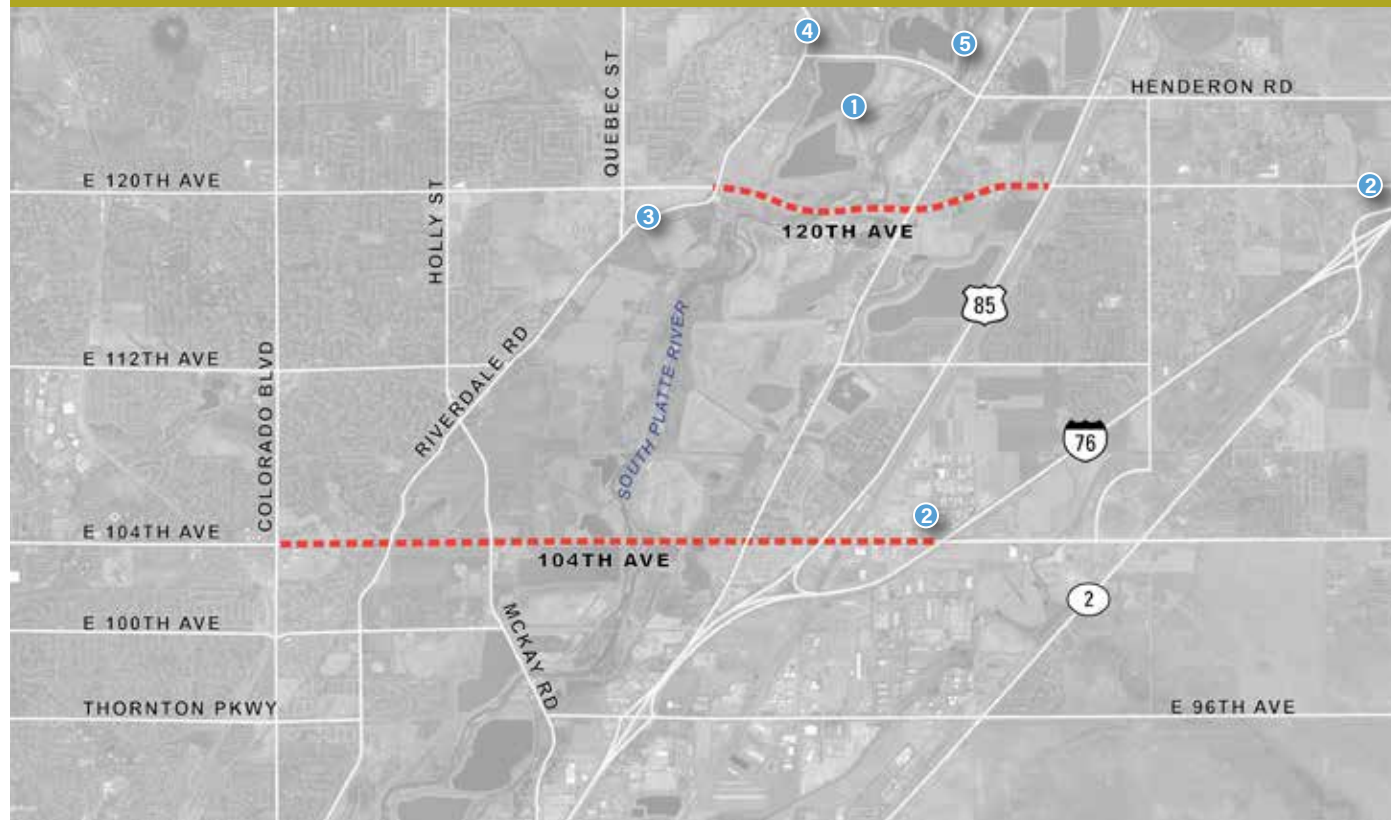 4
5
QUEBEC ST
HENDERON RD
1
E 120TH AVE
2
HOLLY ST
3
120TH AVE
85
SOUTH PLATTE RIVER
E 112TH AVE
COLORADO BLVD
RIVERDALE RD
76
2
E 104TH AVE
104TH AVE
2
E 100TH AVE
MCKAY RD
THORNTON PKWY
E 96TH AVE